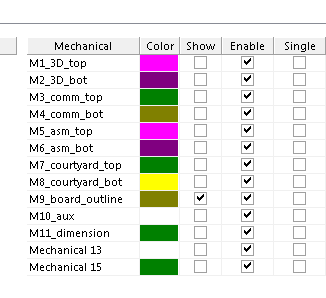 Mechanical Color Show Enable Single
M1_3D_top
M2_3D_bot
M3_comm_top
M4_comm_bot
M5_asm_top
M6_asm_bot
M7_courtyard_top
M8_courtyard_bot
M9_board_outline
M10_aux
M11_dimension
Mechanical 13
Mechanical 15